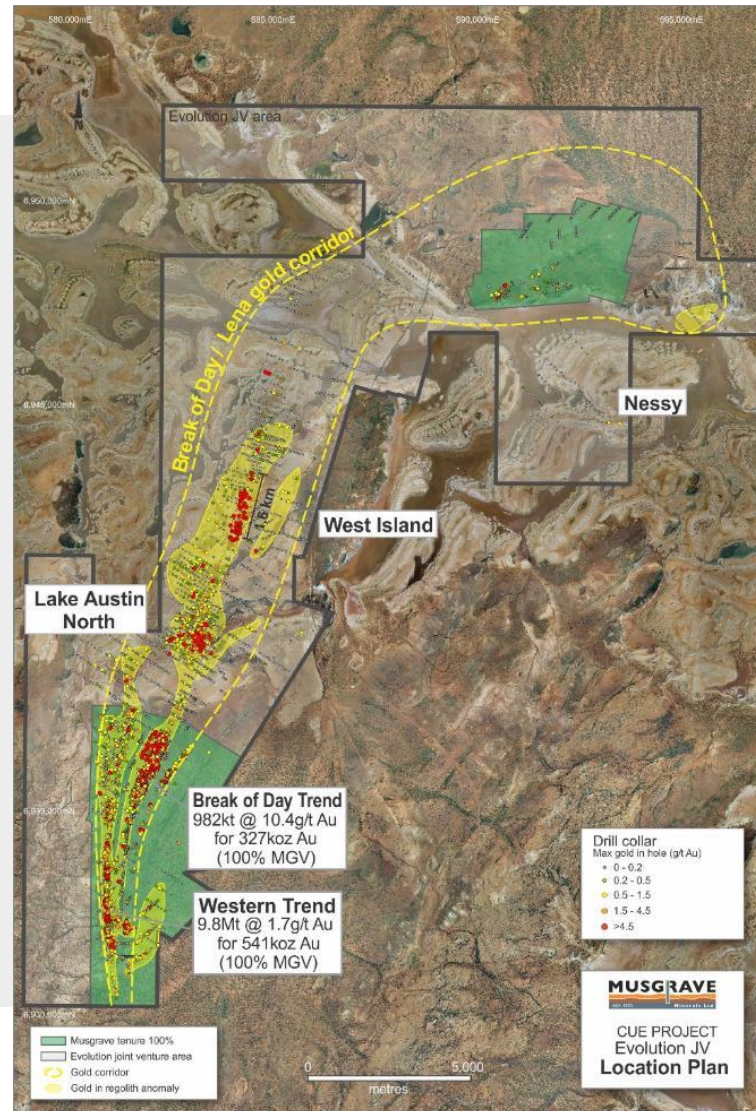 580,000mE
585,000mE
590,000mE
595,000mE
Evolution JV area
N
6,950,000mN
Break of Day / Lena gold corridor
Nessy
1.6 km
West Island
Lake Austin
North
Break of Day Trend
982kt @ 10.4g/t Au
for 327koz Au
(100% MGV)
Western Trend
9.8Mt @ 1.7g/t Au
for 541koz Au
(100% MGV)
Drill collar
Max gold in hole (g/t Au)
0 - 0.2
0.2 - 0.5
0.5 - 1.5
1.5 - 4.5
>4.5
MUSGRAVE
Minerals Ltd
CUE PROJECT
Evolution JV
Location Plan
Musgrave tenure 100%
Evolution joint venture area
Gold corridor
Gold in regolith anomaly
0 5,000
metres